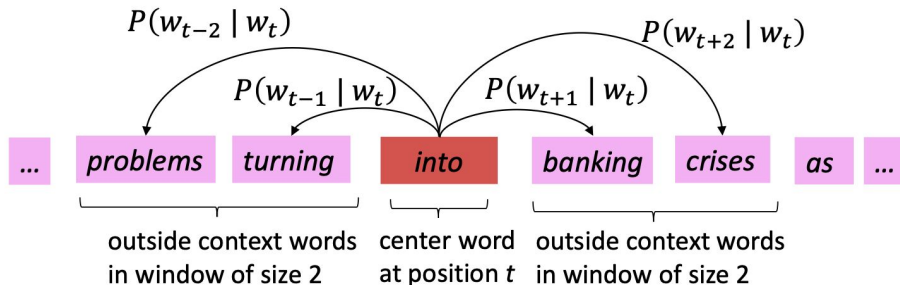 P(w_{t-2} | w_t)
P(w_{t+2} | w_t)
P(w_{t-1} | w_t)
P(w_{t+1} | w_t)
... problems turning into banking crises as ...
outside context words center word outside context words
in window of size 2 at position t in window of size 2